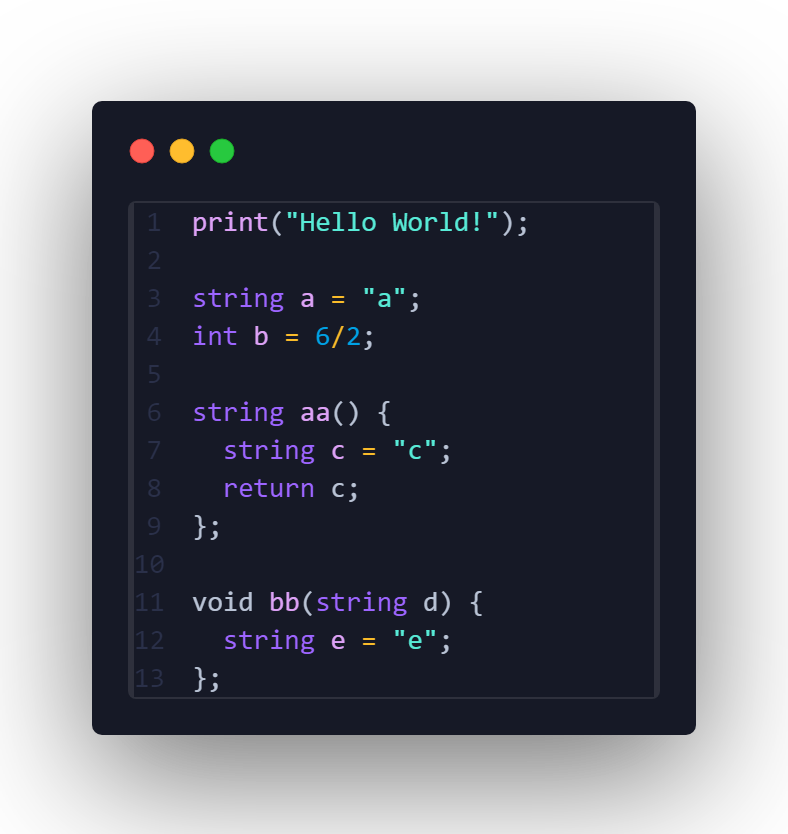 1 print("Hello World!");
2
3 string a = "a";
4 int b = 6/2;
5
6 string aa() {
7   string c = "c";
8   return c;
9 };
10
11 void bb(string d) {
12   string e = "e";
13 };